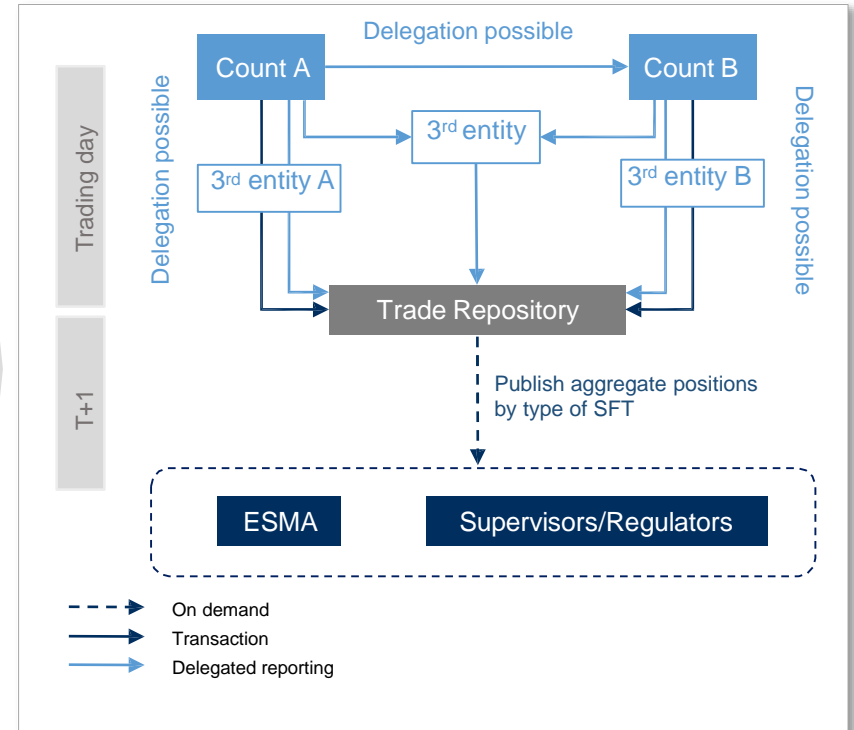 Delegation possible
Count A
Count B
Trading day
Delegation possible
3rd entity
Delegation possible
3rd entity A
3rd entity B
Trade Repository
T+1
Publish aggregate positions
by type of SFT
ESMA
Supervisors/Regulators
On demand
Transaction
Delegated reporting